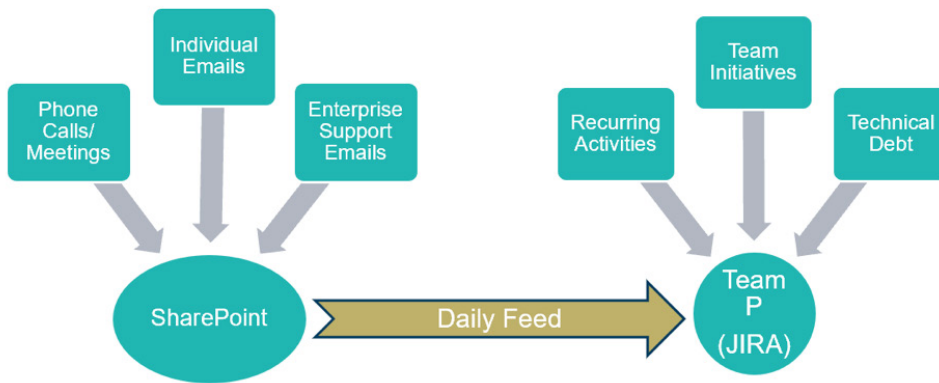 Phone
Calls/
Meetings
Individual
Emails
Enterprise
Support
Emails
Recurring
Activities
Team
Initiatives
Technical
Debt
SharePoint
Daily Feed
Team
P
(JIRA)